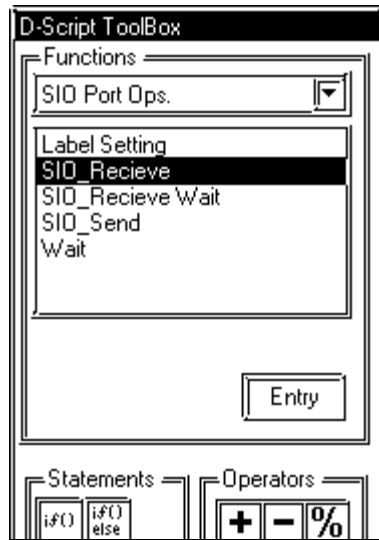 D-Script ToolBox
Functions
SIO Port Ops.
Label Setting
SIO_Recieve
SIO_Recieve Wait
SIO_Send
Wait
Entry
Statements
Operators
if()
if()
else
+ - %